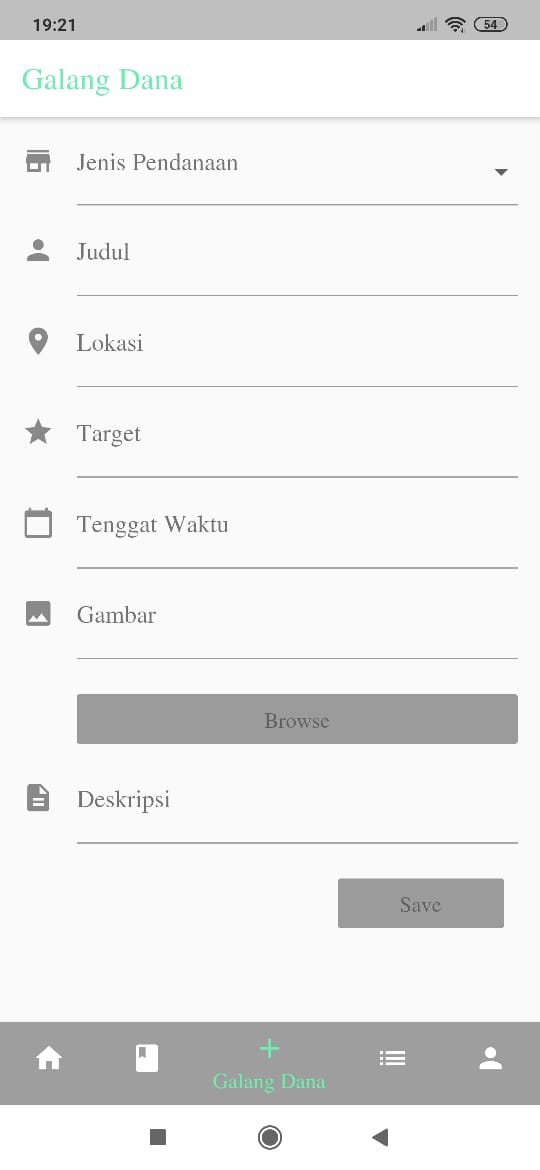 19:21
54
Galang Dana
Jenis Pendanaan
Judul
Lokasi
Target
Tenggat Waktu
Gambar
Browse
Deskripsi
Save
Galang Dana